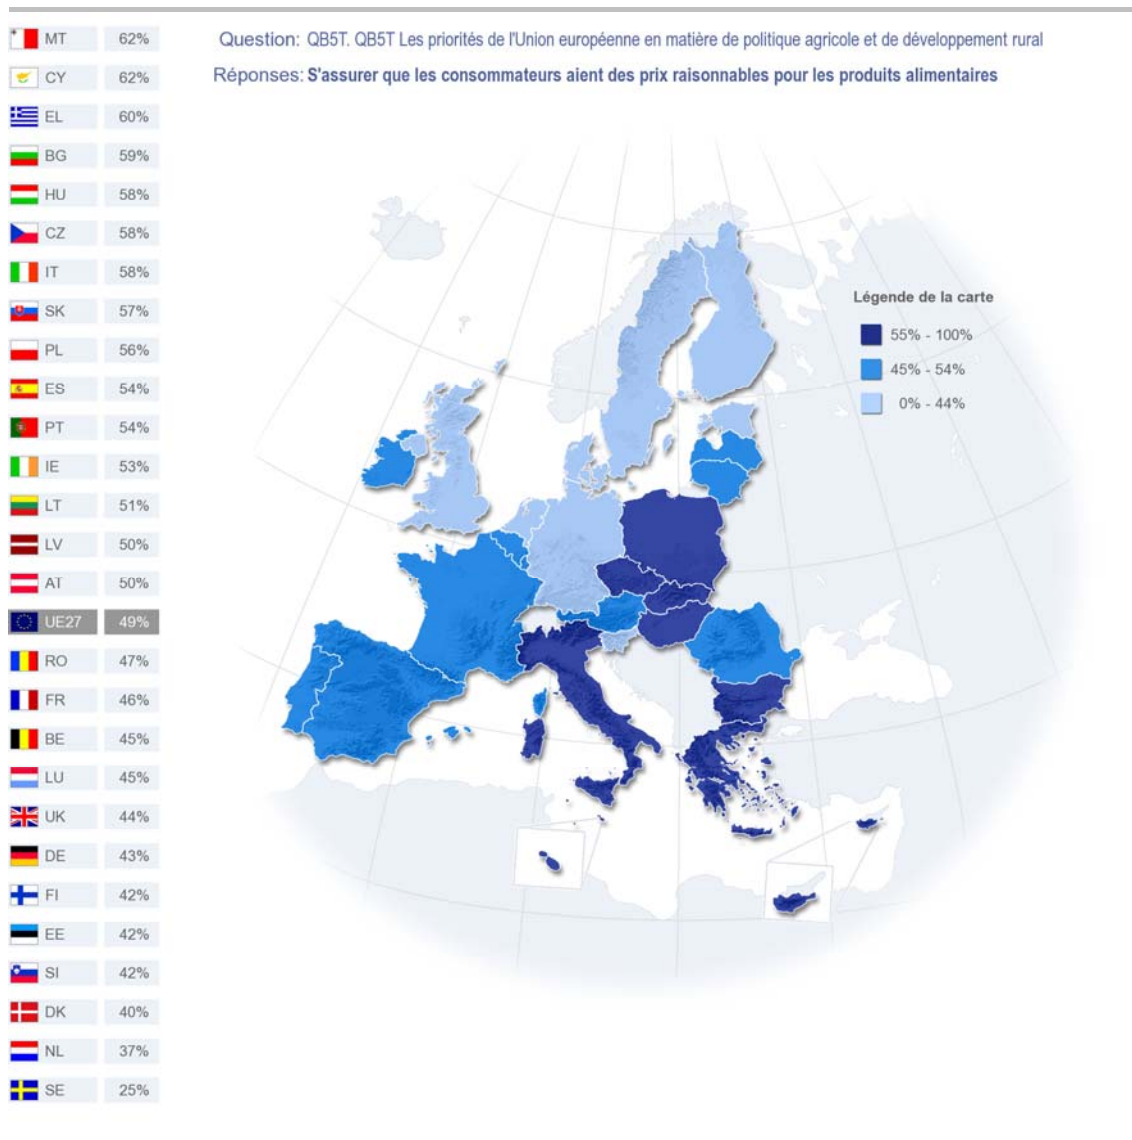 Question: QB5T. QB5T Les priorités de l'Union européenne en matière de politique agricole et de développement rural
Réponses: S'assurer que les consommateurs aient des prix raisonnables pour les produits alimentaires
MT 62%
CY 62%
EL 60%
BG 59%
HU 58%
CZ 58%
IT 58%
SK 57%
PL 56%
ES 54%
PT 54%
IE 53%
LT 51%
LV 50%
AT 50%
UE27 49%
RO 47%
FR 46%
BE 45%
LU 45%
UK 44%
DE 43%
FI 42%
EE 42%
SI 42%
DK 40%
NL 37%
SE 25%
Légende de la carte
55% - 100%
45% - 54%
0% - 44%